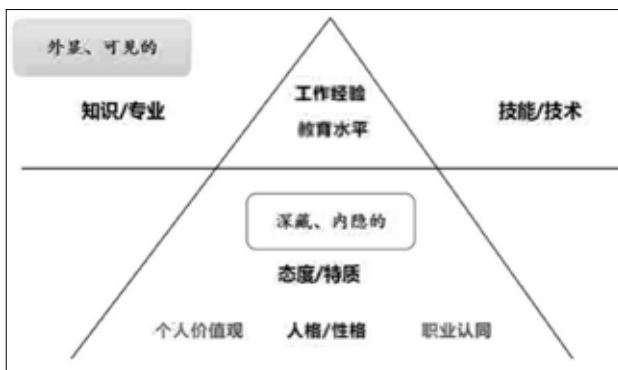 外显、可见的
工作经验
知识/专业
技能/技术
教育水平
深藏、内隐的
态度/特质
个人价值观
人格/性格
职业认同